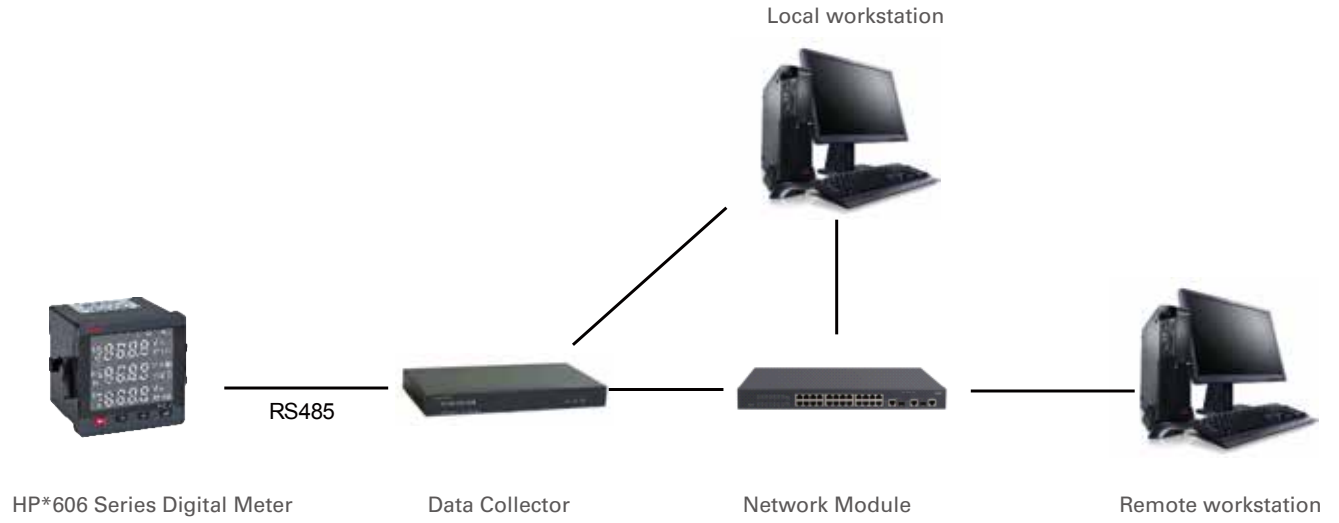 Local workstation
RS485
HP*606 Series Digital Meter
Data Collector
Network Module
Remote workstation